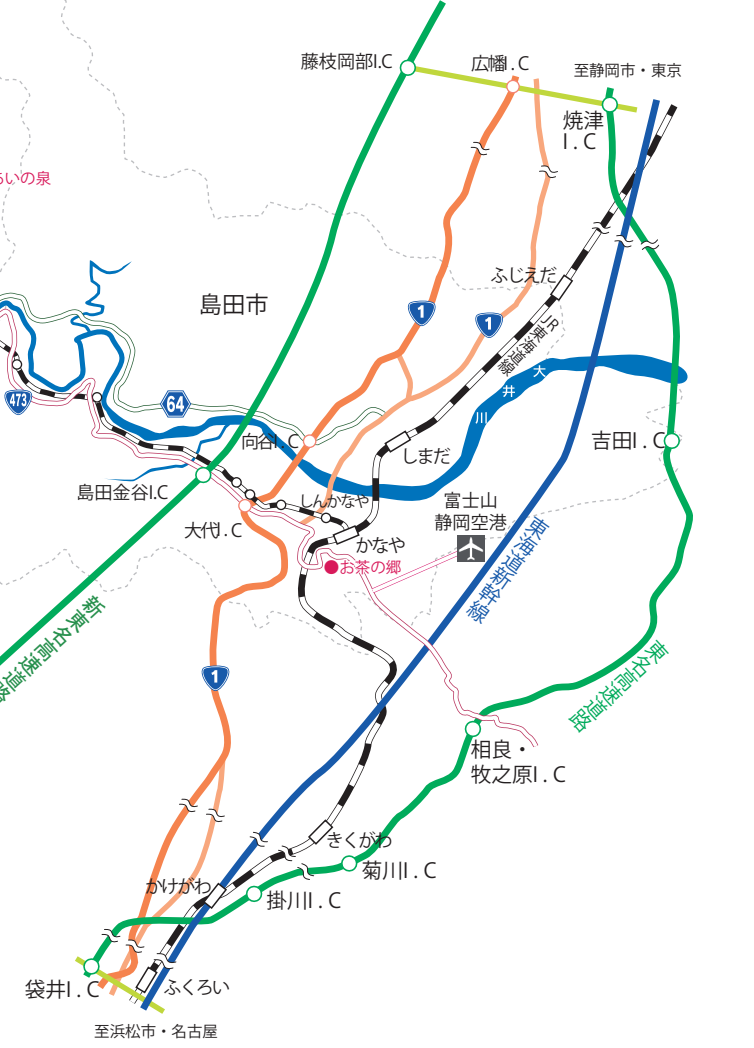 藤枝岡部I.C
広幡I.C
至静岡市・東京
焼津
I.C
いの泉
ふじえだ
島田市
1
1
JR東海道線
大井川
473
64
向谷I.C
しまだ
吉田I.C
島田金谷I.C
しんかなや
富士山
静岡空港
大代I.C
かなや
お茶の郷
東海道新幹線
新東名高速道路
東名高速道路
1
相良・
牧之原I.C
きくがわ
菊川I.C
かけがわ
掛川I.C
袋井I.C
ふくろい
至浜松市・名古屋